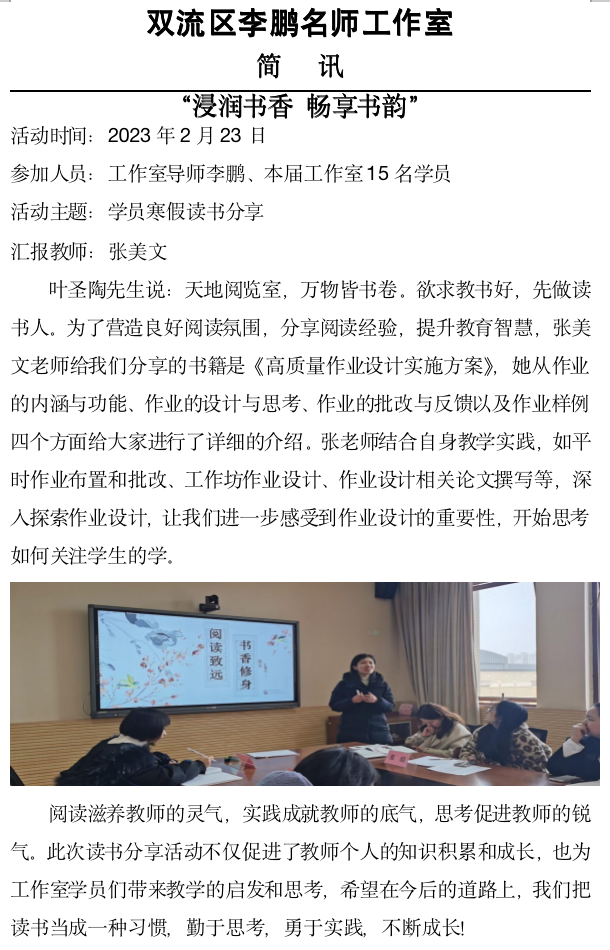 双流区李鹏名师工作室
简 讯
“浸润书香 畅享书韵”
活动时间：2023 年 2 月 23 日
参加人员：工作室导师李鹏、本届工作室 15 名学员
活动主题：学员寒假读书分享
汇报教师：张美文
叶圣陶先生说：天地阅览室，万物皆书卷。欲求教书好，先做读
书人。为了营造良好阅读氛围，分享阅读经验，提升教育智慧，张美
文老师给我们分享的书籍是《高质量作业设计实施方案》，她从作业
的内涵与功能、作业的设计与思考、作业的批改与反馈以及作业样例
四个方面给大家进行了详细的介绍。张老师结合自身教学实践，如平
时作业布置和批改、工作坊作业设计、作业设计相关论文撰写等，深
入探索作业设计，让我们进一步感受到作业设计的重要性，开始思考
如何关注学生的学。
书香修身
阅读致远
阅读滋养教师的灵气，实践成就教师的底气，思考促进教师的锐
气。此次读书分享活动不仅促进了教师个人的知识积累和成长，也为
工作室学员们带来教学的启发和思考，希望在今后的道路上，我们把
读书当成一种习惯，勤于思考，勇于实践，不断成长!